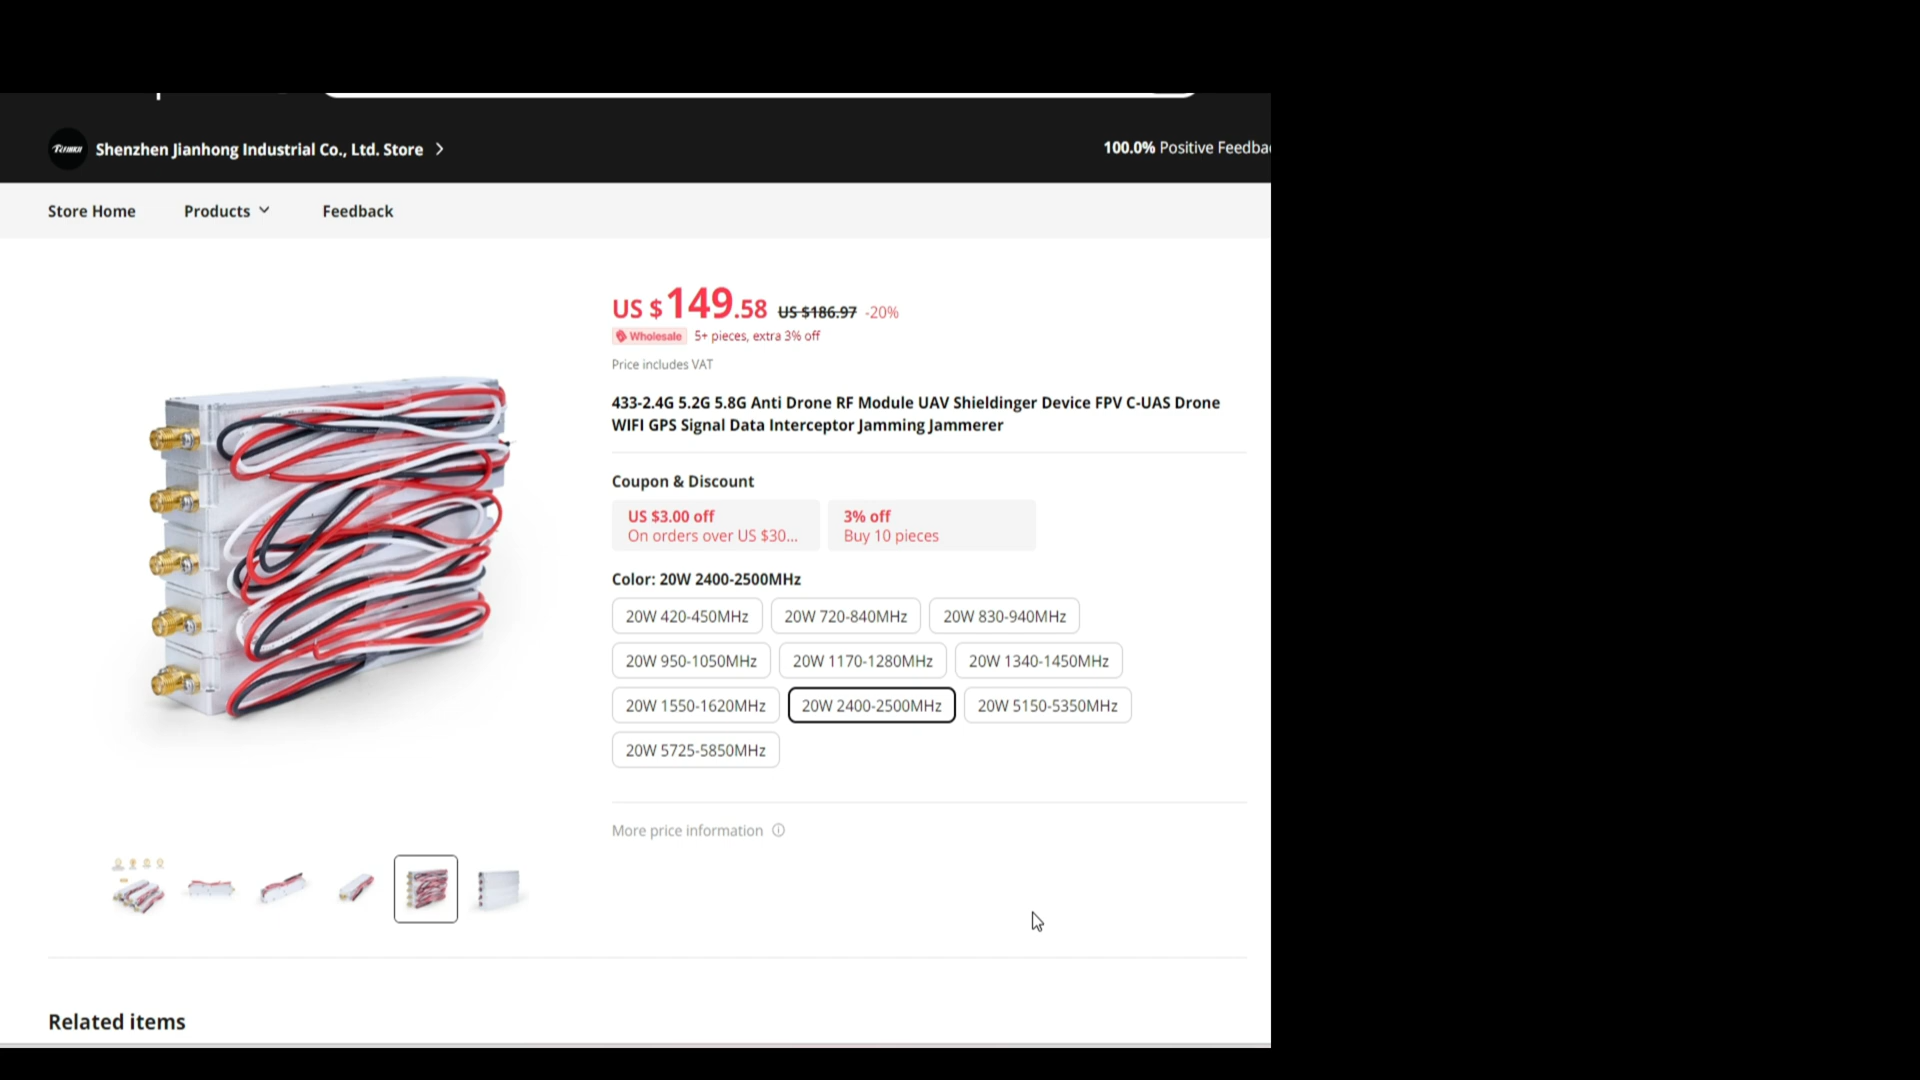 Shenzhen Jianhong Industrial Co., Ltd. Store
100.0% Positive
Store Home
Products
Feedback
US $149.58 US $186.97 -20%
Wholesale 5+ pieces, extra 3% off
Price includes VAT
433-2.4G 5.2G 5.8G Anti Drone RF Module UAV Shieldinger Device FPV C-UAS Drone
WIFI GPS Signal Data Interceptor Jamming Jammerer
Coupon & Discount
US $3.00 off
On orders over US $30...
3% off
Buy 10 pieces
Color: 20W 2400-2500MHz
20W 420-450MHz
20W 720-840MHz
20W 830-940MHz
20W 950-1050MHz
20W 1170-1280MHz
20W 1340-1450MHz
20W 1550-1620MHz
20W 2400-2500MHz
20W 5150-5350MHz
20W 5725-5850MHz
More price information
Related items